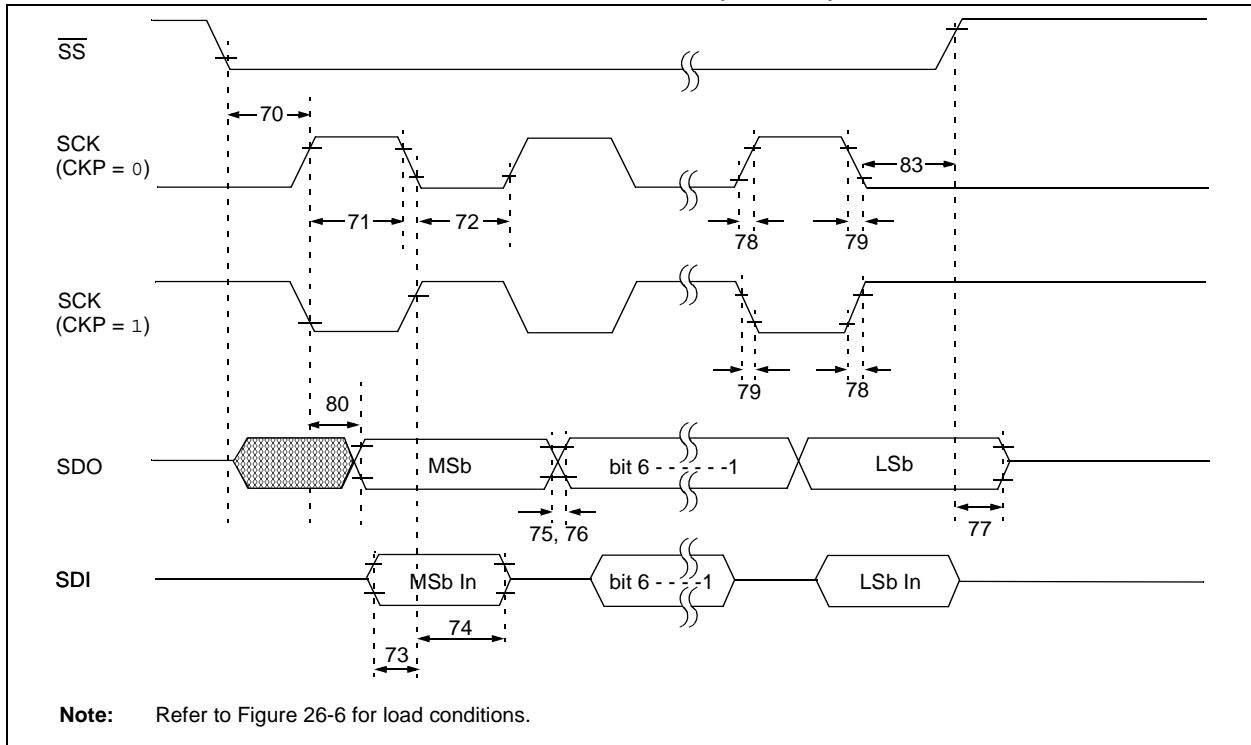 SS
70
SCK
(CKP = 0)
83
71
72
78
79
SCK
(CKP = 1)
79
78
80
SDO
MSb
bit 6 - - - - - -1
LSb
75, 76
77
SDI
MSb In
bit 6 - - - -1
LSb In
74
73
Note: Refer to Figure 26-6 for load conditions.